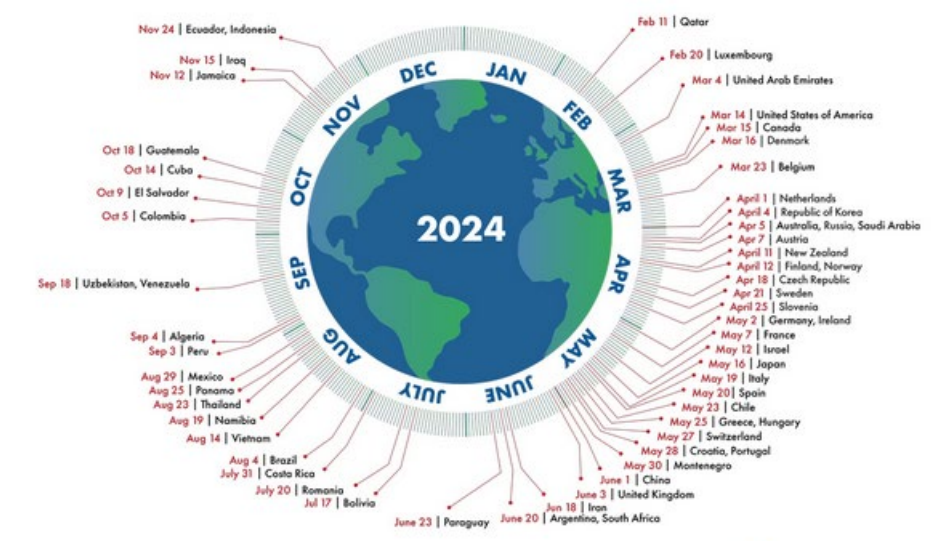 Nov 24 | Ecuador, Indonesia
Nov 15 | Iraq
Nov 12 | Jamaica
Oct 18 | Guatemala
Oct 14 | Cuba
Oct 9 | El Salvador
Oct 5 | Colombia
Sep 18 | Uzbekistan, Venezuela
Sep 4 | Algeria
Sep 3 | Peru
Aug 29 | Mexico
Aug 25 | Panama
Aug 23 | Thailand
Aug 19 | Namibia
Aug 14 | Vietnam
Aug 4 | Brazil
July 31 | Costa Rica
July 20 | Romania
Jul 17 | Bolivia
June 23 | Paraguay
DEC
JAN
NOV
FEB
OCT
MAR
2024
SEP
APR
AUG
MAY
JULY
JUNE
Feb 11 | Qatar
Feb 20 | Luxembourg
Mar 4 | United Arab Emirates
Mar 14 | United States of America
Mar 15 | Canada
Mar 16 | Denmark
Mar 23 | Belgium
April 1 | Netherlands
April 4 | Republic of Korea
Apr 5 | Australia, Russia, Saudi Arabia
Apr 7 | Austria
April 11 | New Zealand
April 12 | Finland, Norway
Apr 18 | Czech Republic
Apr 21 | Sweden
April 25 | Slovenia
May 2 | Germany, Ireland
May 7 | France
May 12 | Israel
May 16 | Japan
May 19 | Italy
May 20 | Spain
May 23 | Chile
May 25 | Greece, Hungary
May 27 | Switzerland
May 28 | Croatia, Portugal
May 30 | Montenegro
June 1 | China
June 3 | United Kingdom
Jun 18 | Iran
June 20 | Argentina, South Africa